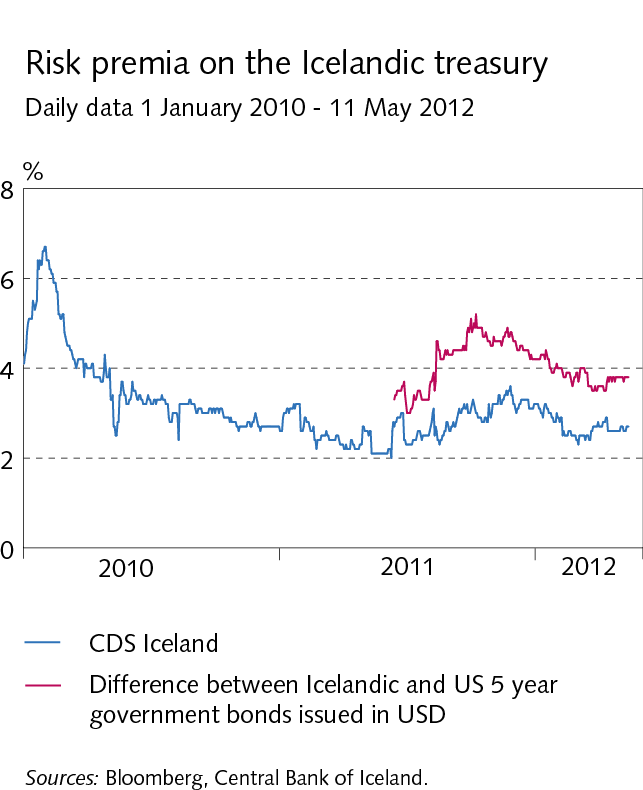 Risk premia on the Icelandic treasury
Daily data 1 January 2010 - 11 May 2012
%
8
6
4
2
0
2010 2011 2012
CDS Iceland
Difference between Icelandic and US 5 year
government bonds issued in USD
Sources: Bloomberg, Central Bank of Iceland.